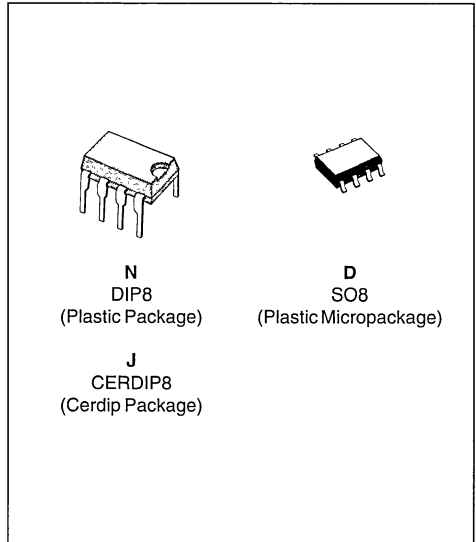 N
DIP8
(Plastic Package)
D
SO8
(Plastic Micropackage)
J
CERDIP8
(Cerdip Package)